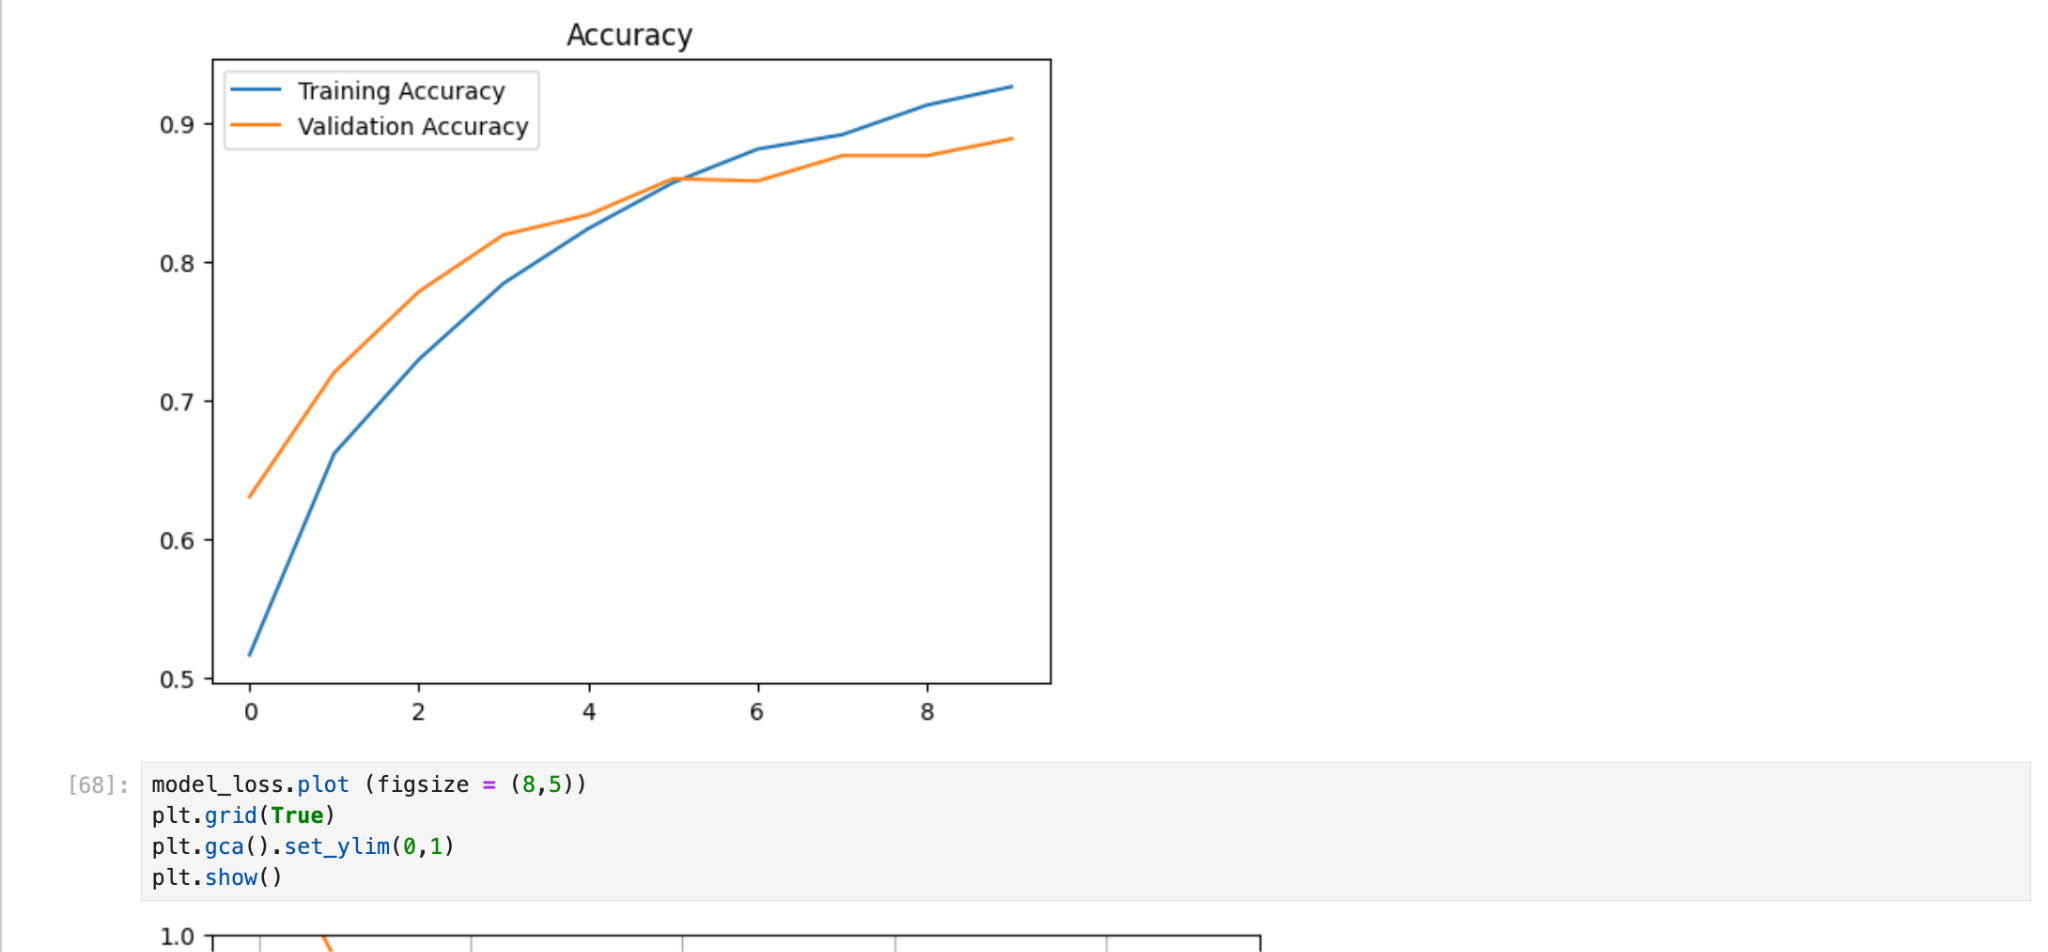 Accuracy
Training Accuracy
Validation Accuracy
0.9
0.8
0.7
0.6
0.5
0 2 4 6 8
[68]:
model_loss.plot (figsize = (8,5))
plt.grid(True)
plt.gca().set_ylim(0,1)
plt.show()
1.0